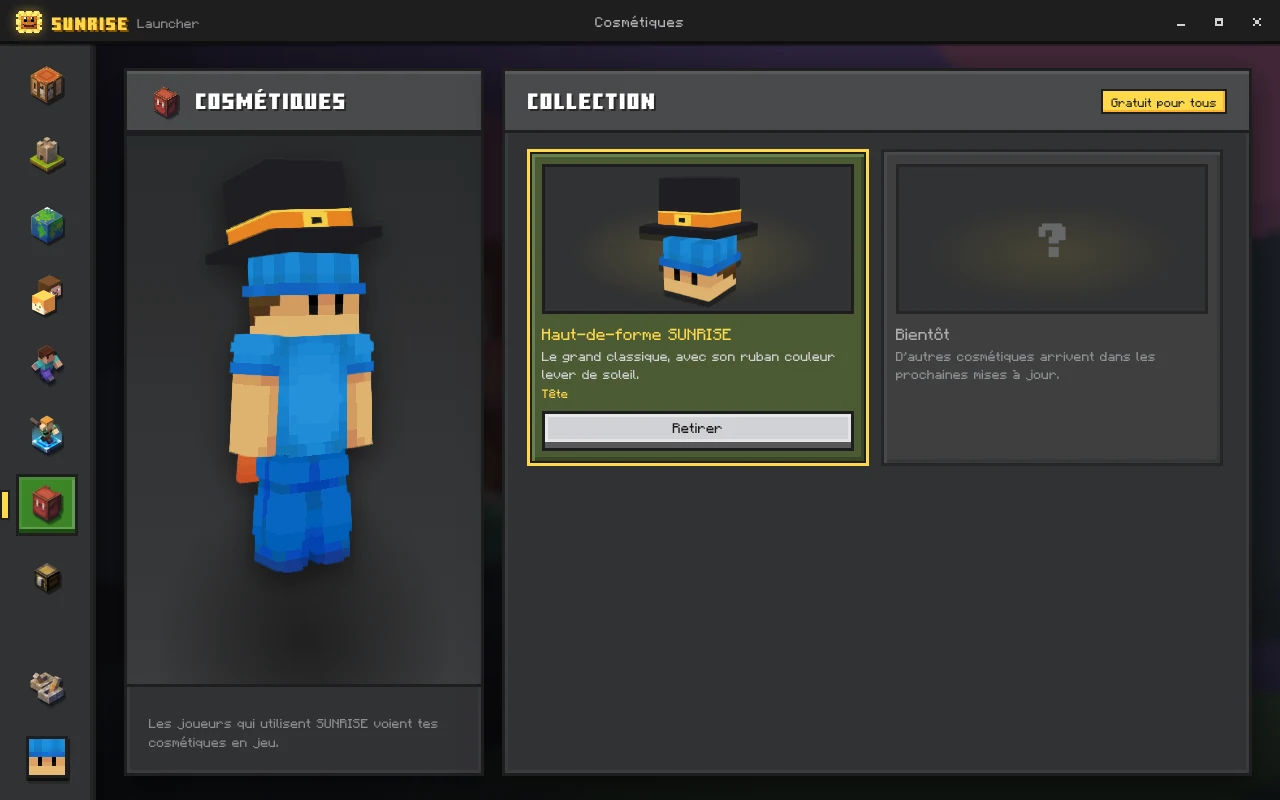 SUNRISE Launcher
Cosmétiques
COSMÉTIQUES
Les joueurs qui utilisent SUNRISE voient tes
cosmétiques en jeu.
COLLECTION
Gratuit pour tous
Haut-de-forme SUNRISE
Le grand classique, avec son ruban couleur
lever de soleil.
Tête
Retirer
?
Bientôt
D'autres cosmétiques arrivent dans les
prochaines mises à jour.